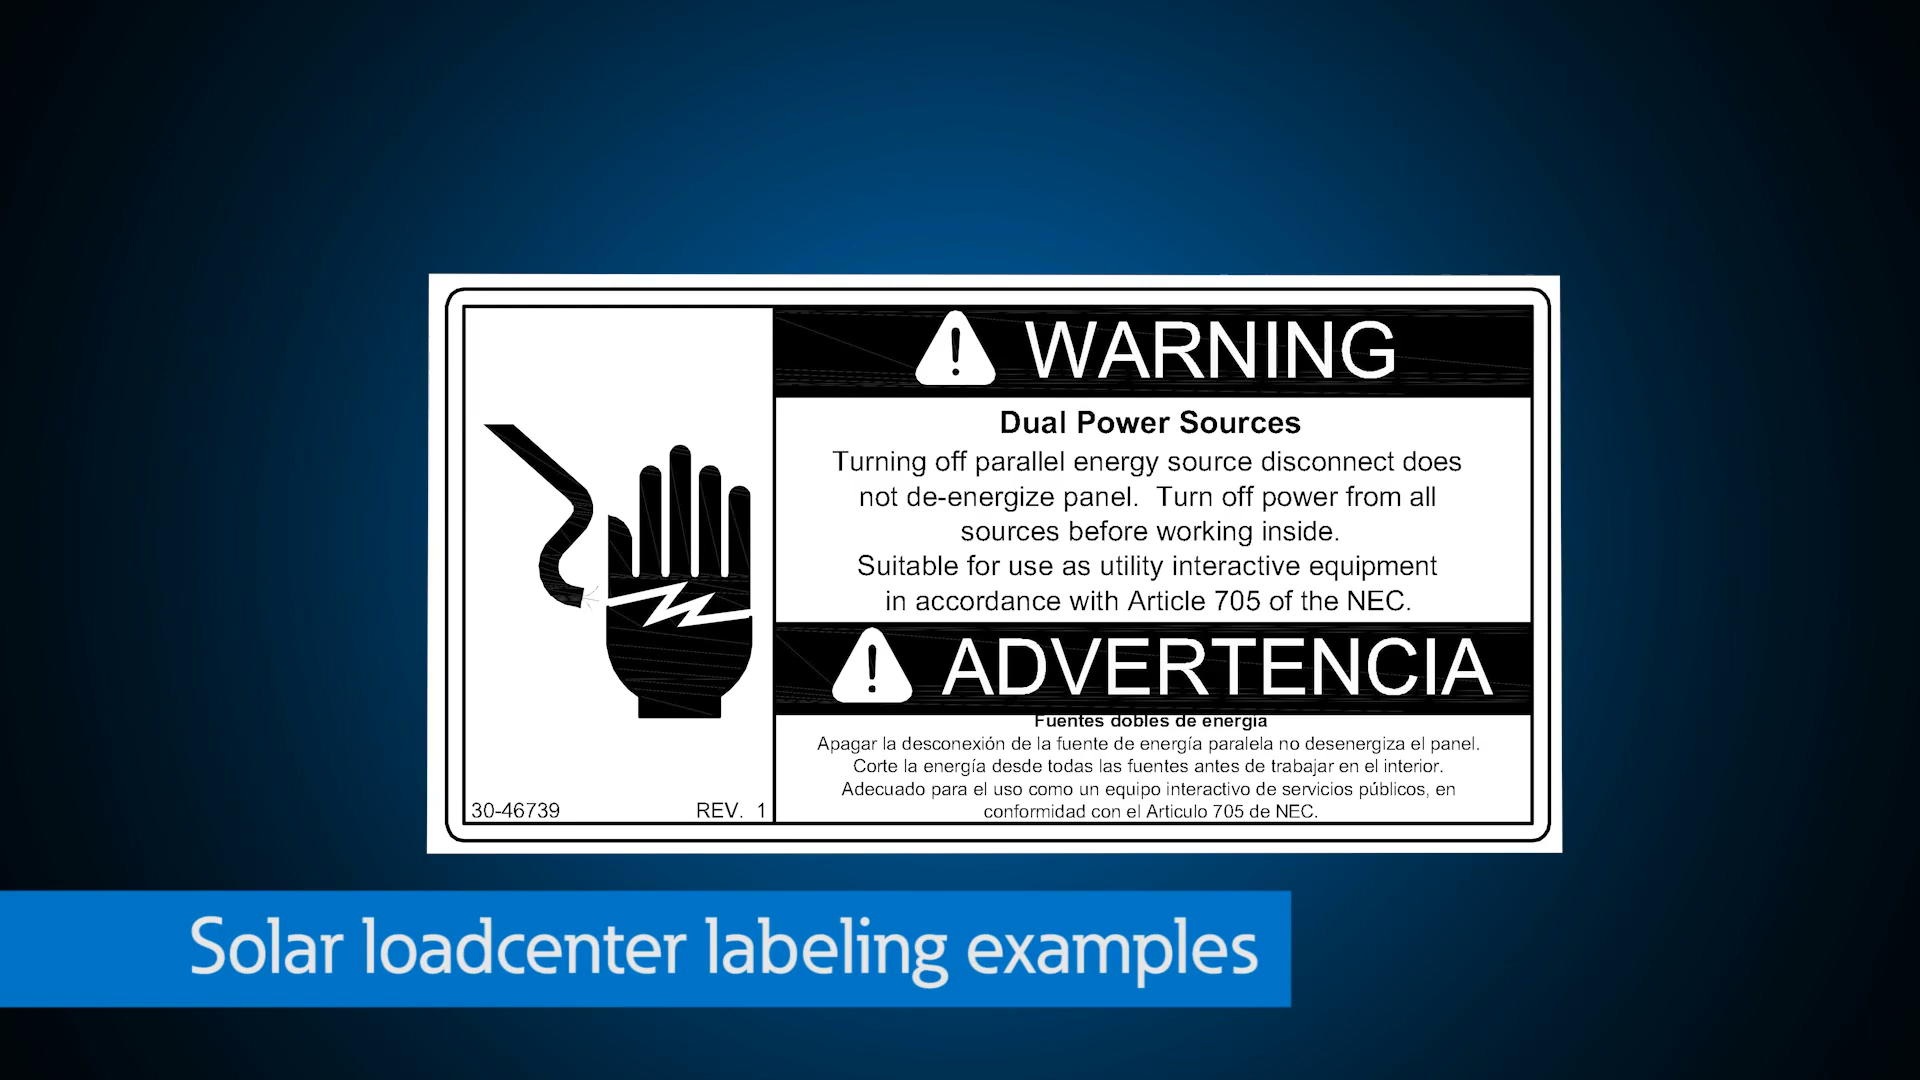 WARNING
Dual Power Sources
Turning off parallel energy source disconnect does
not de-energize panel. Turn off power from all
sources before working inside.
Suitable for use as utility interactive equipment
in accordance with Article 705 of the NEC.
ADVERTENCIA
Fuentes dobles de energía
Apagar la desconexión de la fuente de energía paralela no desenergiza el panel.
Corte la energía desde todas las fuentes antes de trabajar en el interior.
Adecuado para el uso como un equipo interactivo de servicios públicos, en
conformidad con el Articulo 705 de NEC.
30-46739 REV. 1
Solar loadcenter labeling examples